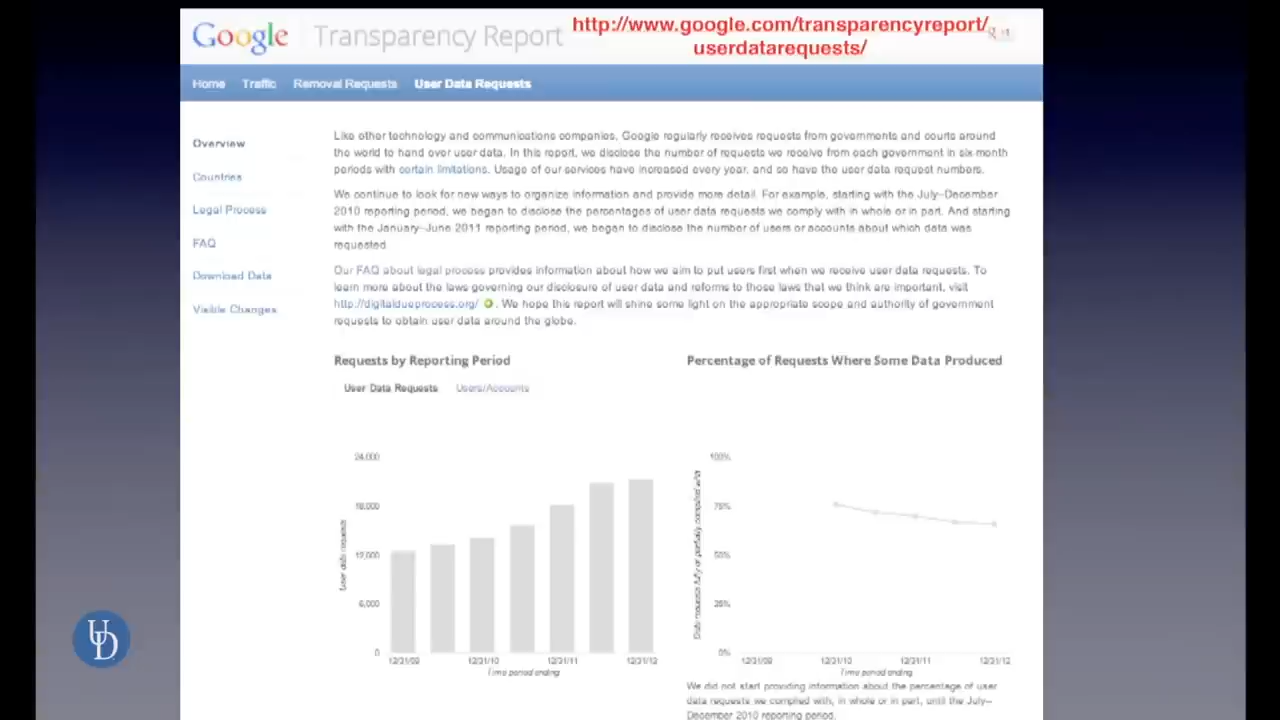 Google Transparency Report
http://www.google.com/transparencyreport/
userdatarequests/
Home Traffic Removal Requests User Data Requests
Overview
Countries
Legal Process
FAQ
Download Data
Visible Changes
Like other technology and communications companies, Google regularly receives requests from governments and courts around
the world to hand over user data. In this report, we disclose the number of requests we receive from each government in six-month
periods with certain limitations. Usage of our services have increased every year, and so have the user data request numbers.
We continue to look for new ways to organize information and provide more detail. For example, starting with the July–December
2010 reporting period, we began to disclose the percentages of user data requests we comply with in whole or in part. And starting
with the January–June 2011 reporting period, we began to disclose the number of users or accounts about which data was
requested
Our FAQ about legal process provides information about how we aim to put users first when we receive user data requests. To
learn more about the laws governing our disclosure of user data and reforms to those laws that we think are important, visit
http://digitaldueprocess.org/ . We hope this report will shine some light on the appropriate scope and authority of government
requests to obtain user data around the globe.
Requests by Reporting Period
User Data Requests Users/Accounts
24,000
18,000
12,000
6,000
0
User data requests
12/31/09 12/31/10 12/31/11 12/31/12
Time period ending
Percentage of Requests Where Some Data Produced
100%
75%
50%
25%
0%
Data requests fully or partially complied with
12/31/09 12/31/10 12/31/11 12/31/12
Time period ending
We did not start providing information about the percentage of user
data requests we complied with, in whole or in part, until the July–
December 2010 reporting period.
UD